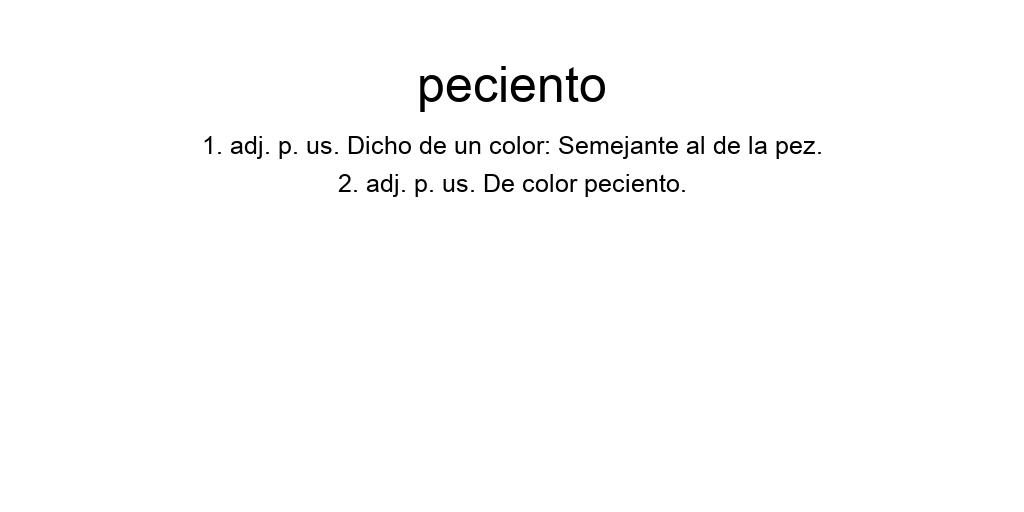 peciento
1. adj. p. us. Dicho de un color: Semejante al de la pez.
2. adj. p. us. De color peciento.